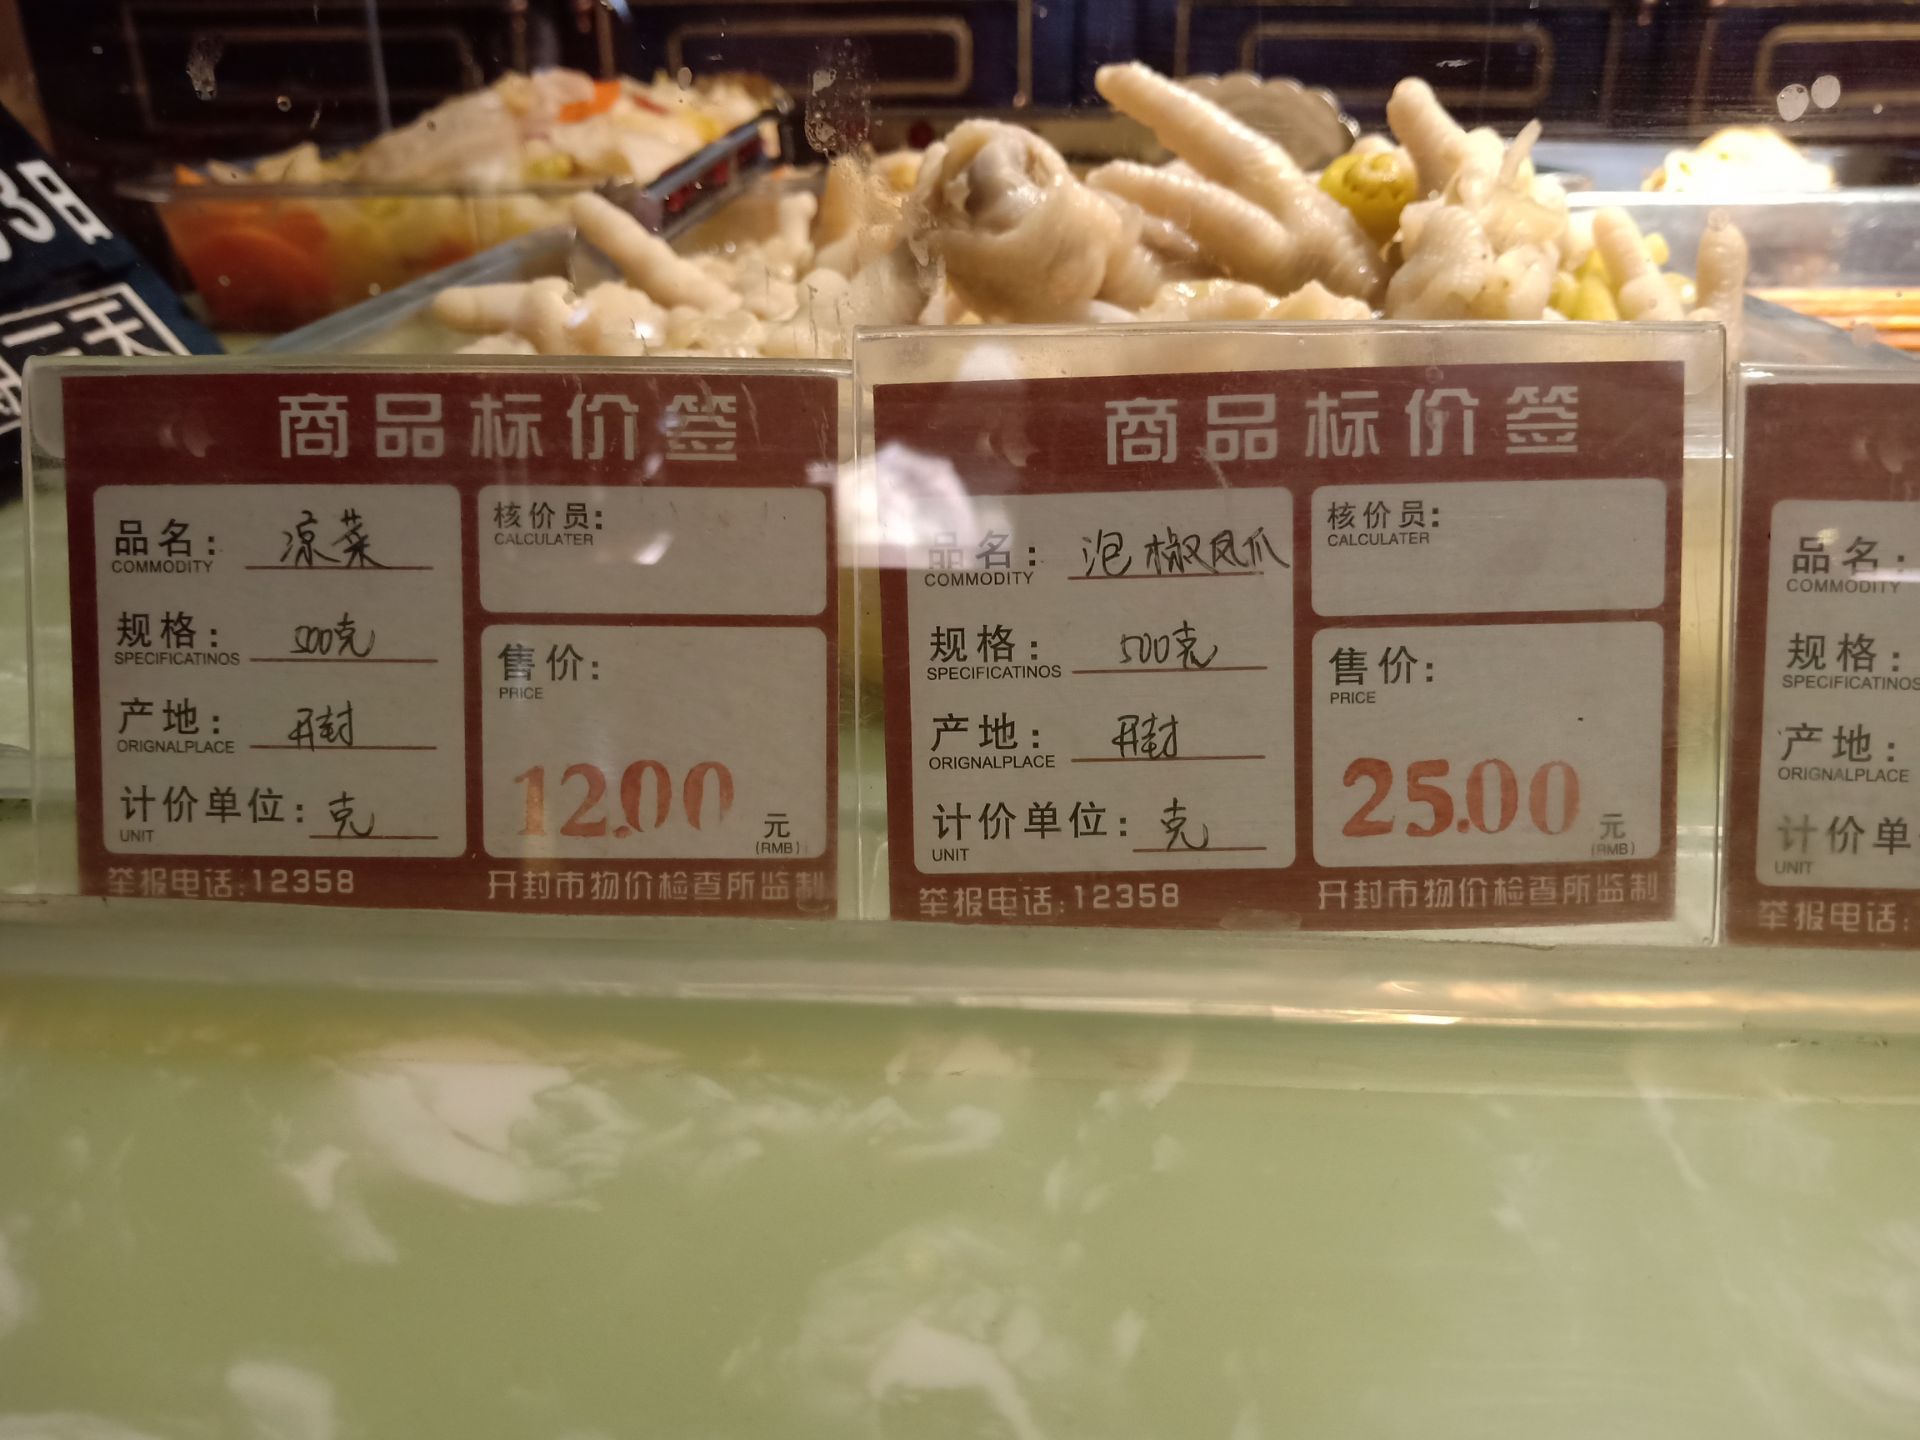 3日
二天
商品标价签
品名： 凉菜
COMMODITY
规格： 500克
SPECIFICATINOS
产地： 开封
ORIGNALPLACE
计价单位： 克
UNIT
核价员：
CALCULATER
售价：
PRICE
12.00 元
(RMB)
举报电话：12358
开封市物价检查所监制
商品标价签
品名： 泡椒凤爪
COMMODITY
规格： 500克
SPECIFICATINOS
产地： 开封
ORIGNALPLACE
计价单位： 克
UNIT
核价员：
CALCULATER
售价：
PRICE
25.00 元
(RMB)
举报电话：12358
开封市物价检查所监制
品名：
COMMODITY
规格：
SPECIFICATINOS
产地：
ORIGNALPLACE
计价单
UNIT
举报电话：